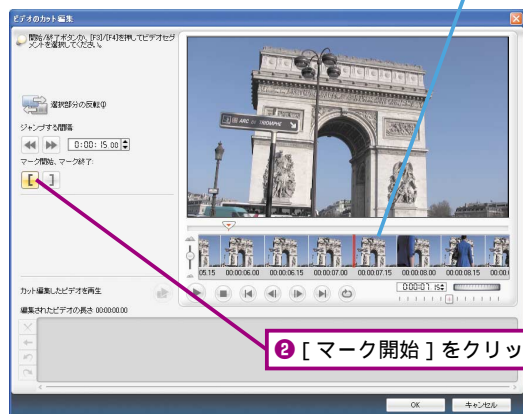 ビデオのカット編集
開始/終了ボタンか、[F3]/[F4]を押してビデオセグ
メントを選択してください。
選択部分の反転(I)
ジャンプする間隔
0:00:15.00
マーク開始、マーク終了:
ARC DE TRIOMPHE
05.15 00:00:06.00 00:00:06.15 00:00:07.00 00:00:07.15 00:00:08.00 00:00:08.15 00:00
カット編集したビデオを再生
0:00:07.15
編集されたビデオの長さ 00:00:00.00
❷[マーク開始]をクリッ
OK キャンセル